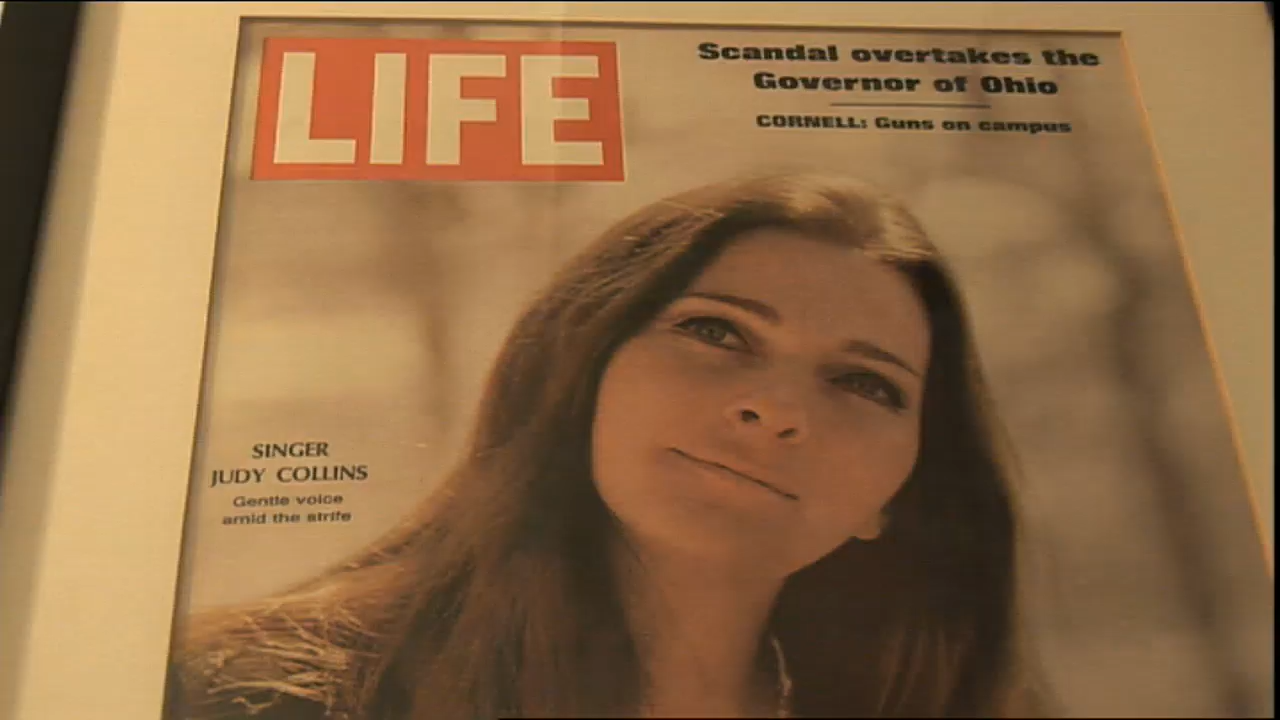 LIFE
Scandal overtakes the
Governor of Ohio
CORNELL: Guns on campus
SINGER
JUDY COLLINS
Gentle voice
amid the strife